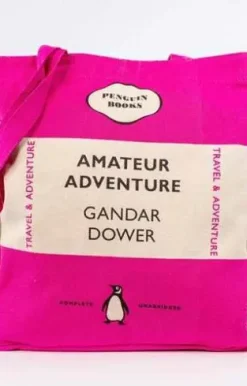 PENGUIN
BOOKS
TRAVEL & ADVENTURE
AMATEUR
ADVENTURE
GANDAR
DOWER
TRAVEL & ADVENTURE
COMPLETE UNABRIDGED